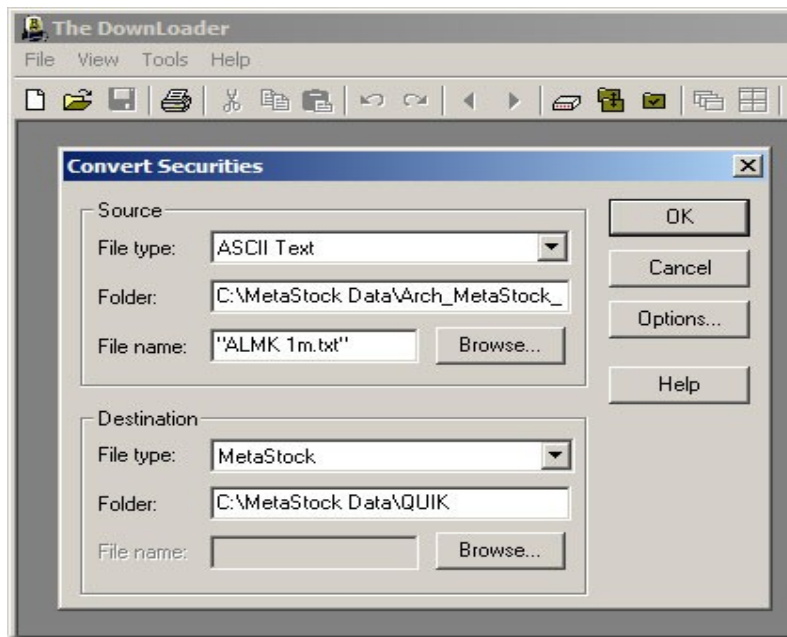 The DownLoader
File View Tools Help
Convert Securities
Source
File type: ASCII Text
Folder: C:\MetaStock Data\Arch_MetaStock_
File name: "ALMK 1m.txt" Browse...
OK
Cancel
Options...
Help
Destination
File type: MetaStock
Folder: C:\MetaStock Data\QUIK
File name: Browse...